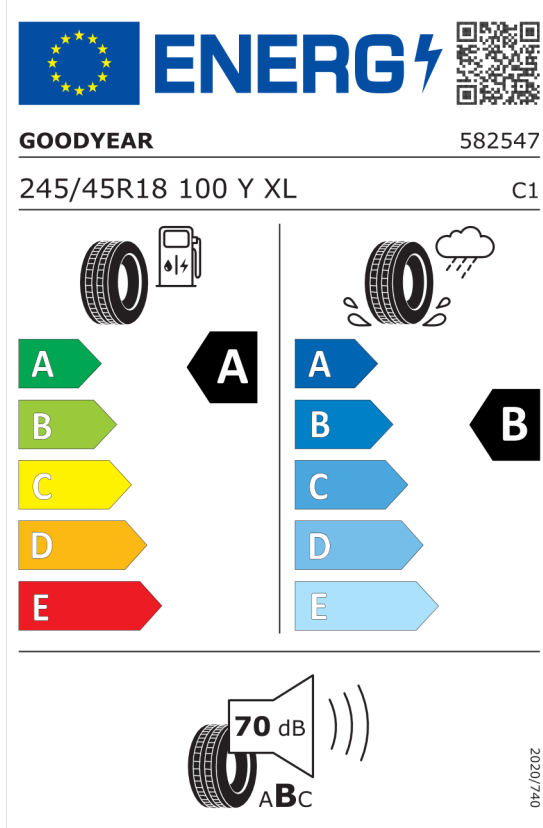 ENERG
GOODYEAR 582547
245/45R18 100 Y XL C1
A A A
B B B
C C
D D
E E
70 dB
ABC
2020/740